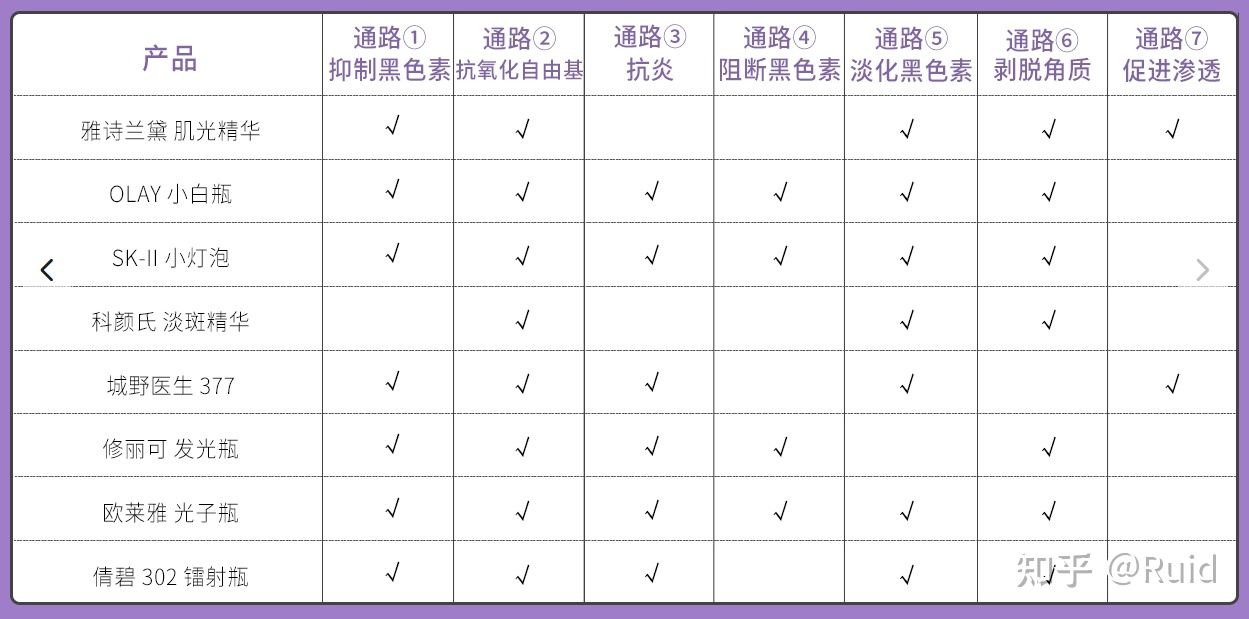 产品 通路① 通路② 通路③ 通路④ 通路⑤ 通路⑥ 通路⑦
抑制黑色素 抗氧化自由基 抗炎 阻断黑色素 淡化黑色素 剥脱角质 促进渗透
雅诗兰黛 肌光精华 √ √ √ √ √
OLAY 小白瓶 √ √ √ √ √ √
SK-II 小灯泡 √ √ √ √ √ √
科颜氏 淡斑精华 √ √ √
城野医生 377 √ √ √ √ √
修丽可 发光瓶 √ √ √ √ √
欧莱雅 光子瓶 √ √ √ √ √ √
倩碧 302 镭射瓶 √ √ √ √ √
知乎 @Ruid